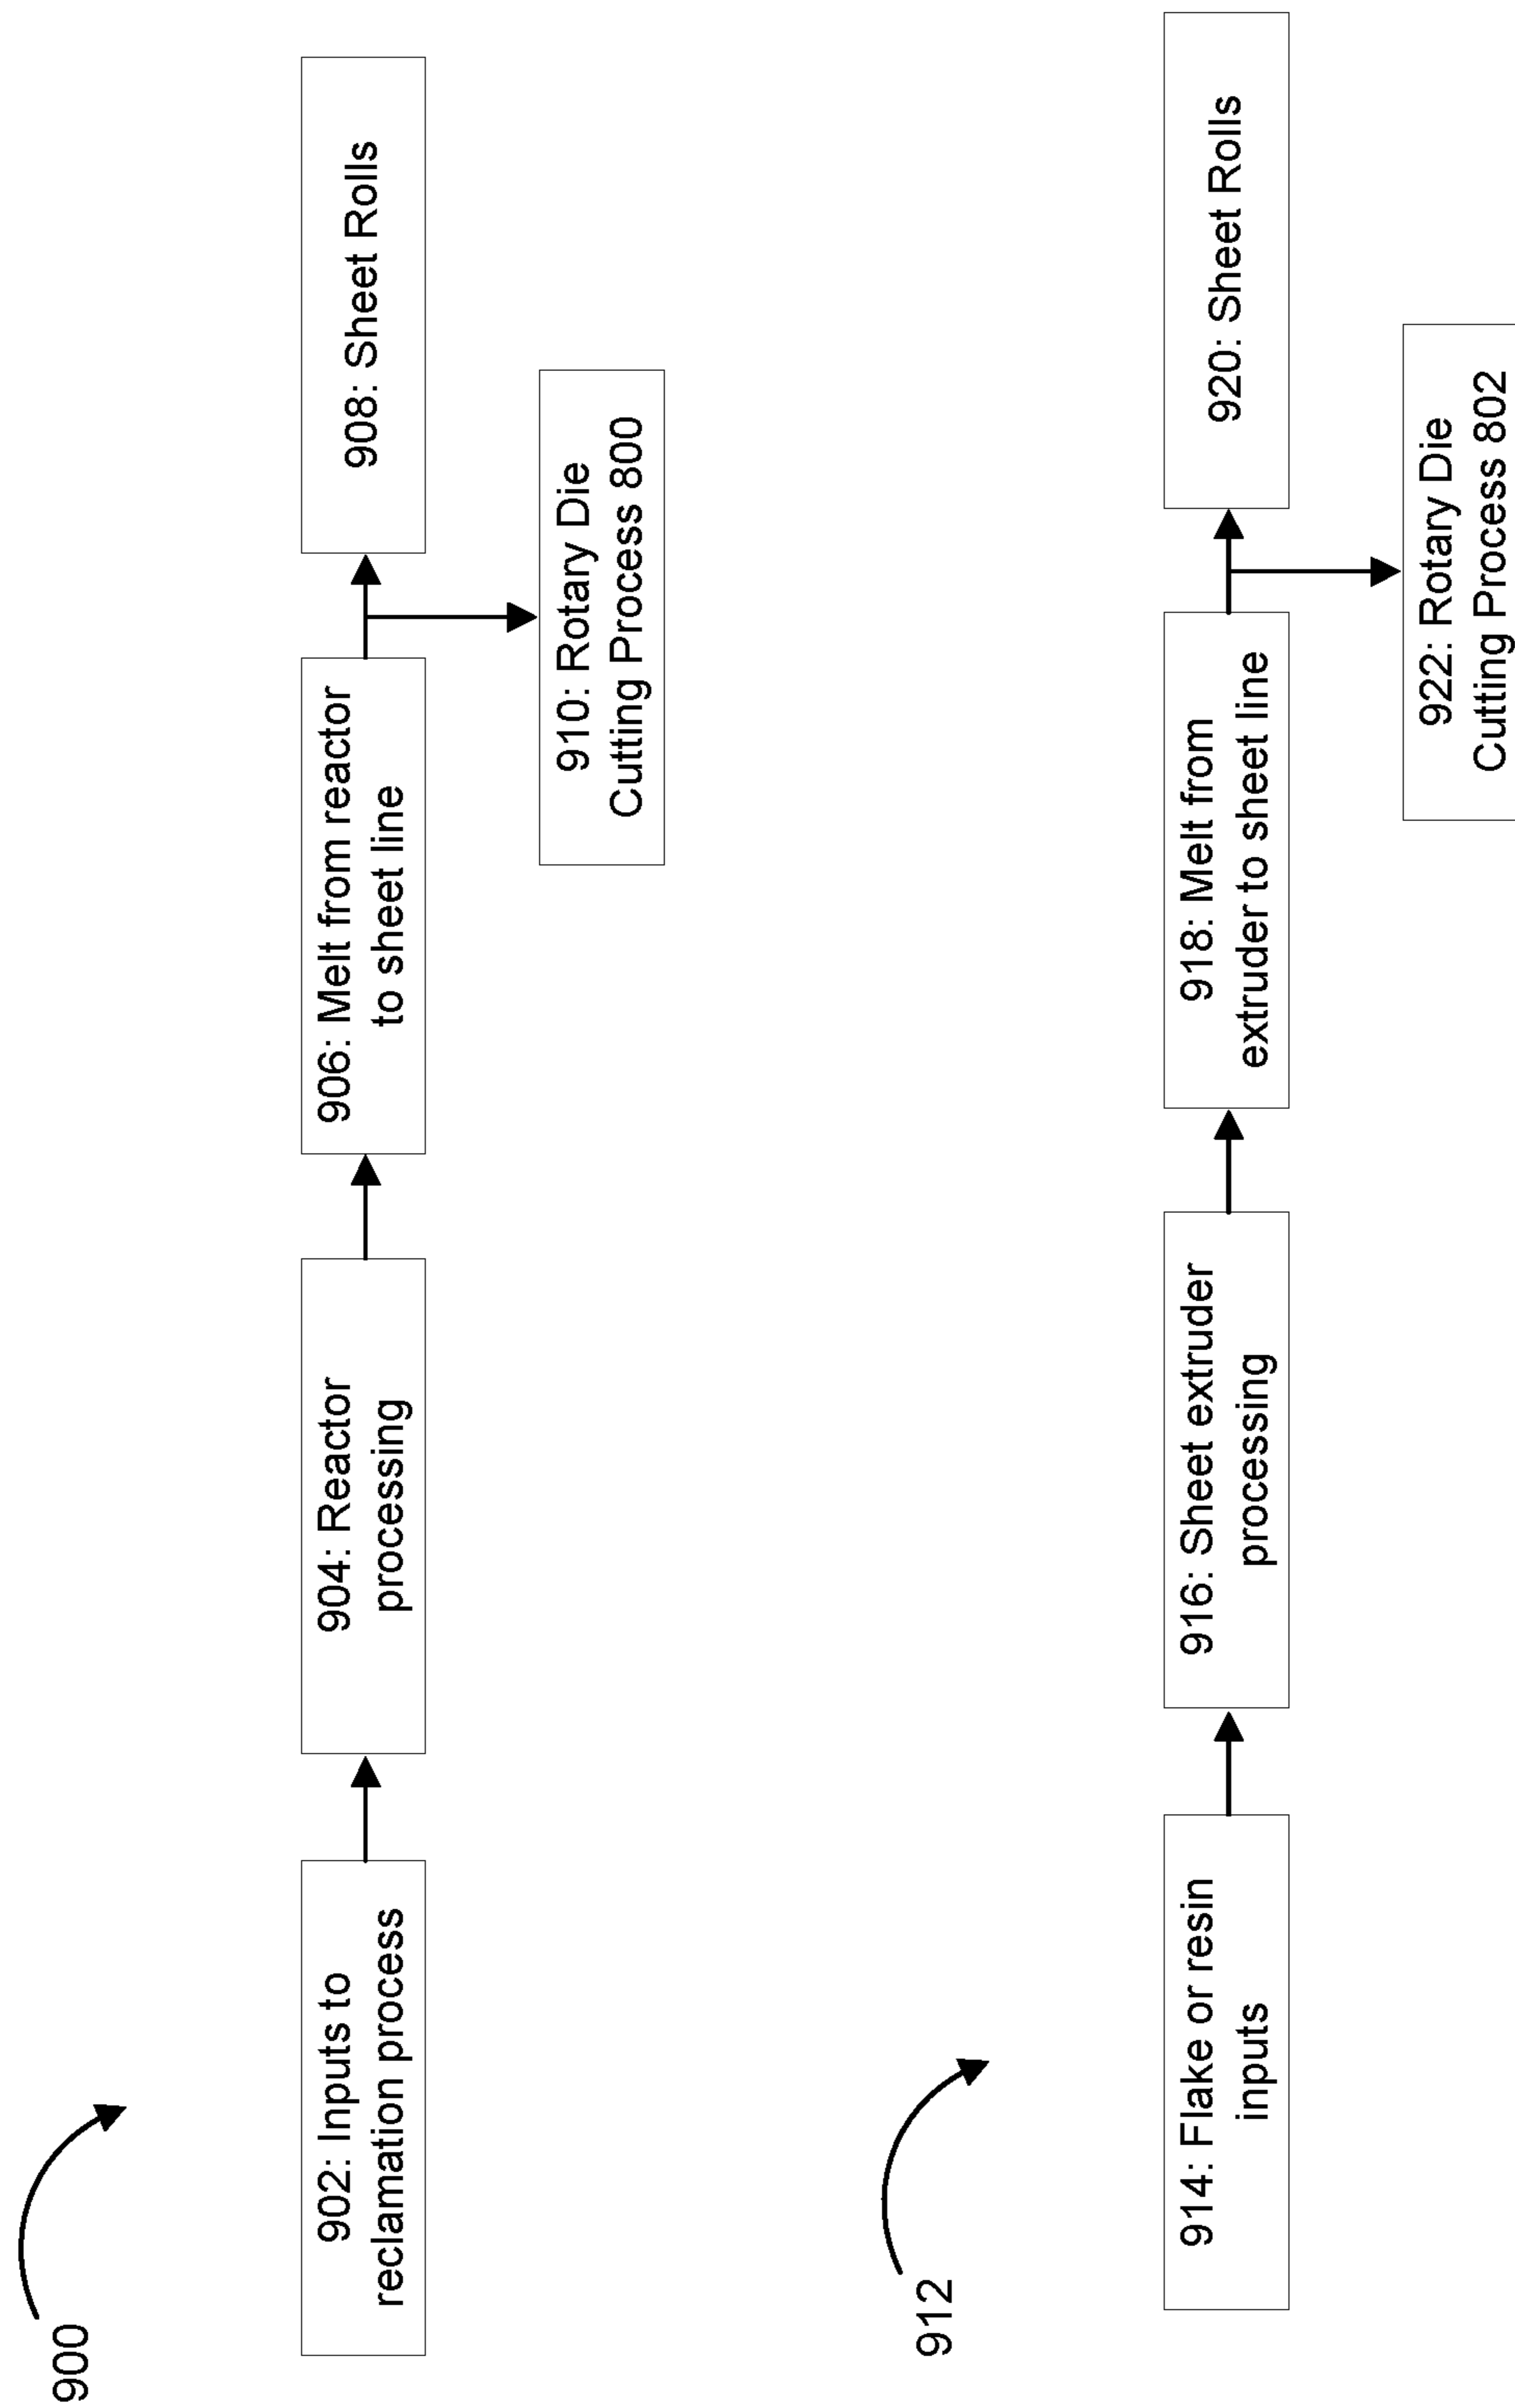 900
902: Inputs to
reclamation process
904: Reactor
processing
906: Melt from reactor
to sheet line
908: Sheet Rolls
910: Rotary Die
Cutting Process 800
912
914: Flake or resin
inputs
916: Sheet extruder
processing
918: Melt from
extruder to sheet line
920: Sheet Rolls
922: Rotary Die
Cutting Process 802